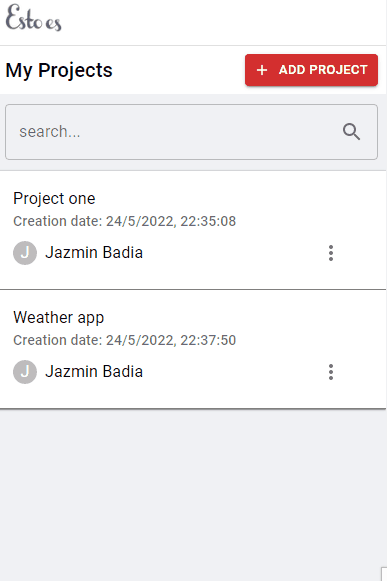 Esto es
My Projects
+ ADD PROJECT
search...
Project one
Creation date: 24/5/2022, 22:35:08
J Jazmin Badia
Weather app
Creation date: 24/5/2022, 22:37:50
J Jazmin Badia